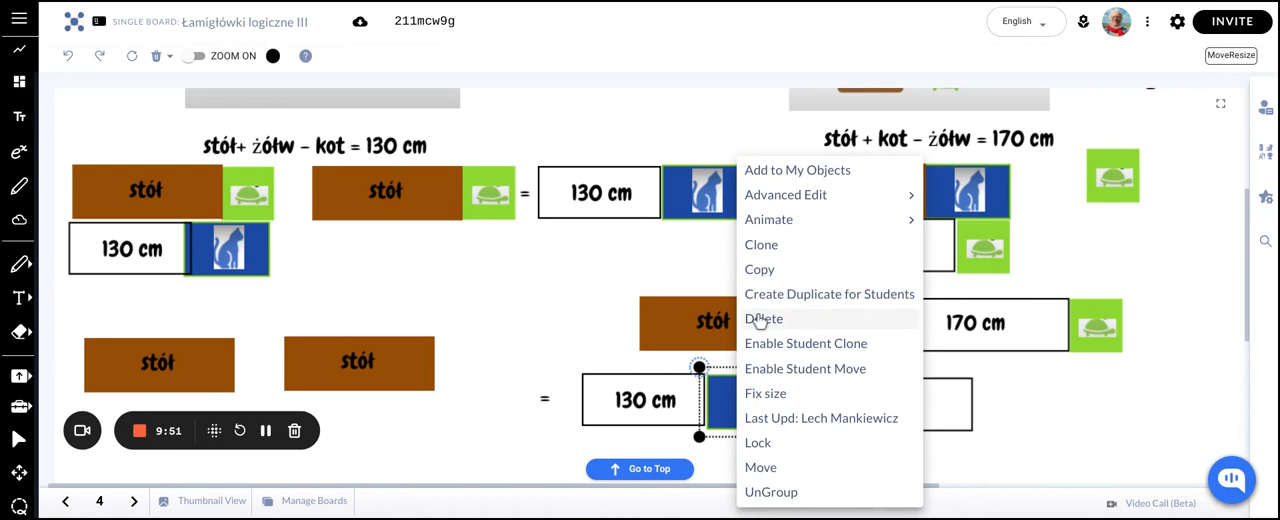 SINGLE BOARD: Łamigłówki logiczne III
211mcw9g
English
INVITE
ZOOM ON
?
MoveResize
stół+ żółw – kot = 130 cm
stół + kot – żółw = 170 cm
stół
stół
=
130 cm
130 cm
Add to My Objects
Advanced Edit
Animate
Clone
Copy
Create Duplicate for Students
Delete
Enable Student Clone
Enable Student Move
Fix size
Last Upd: Lech Mankiewicz
Lock
Move
UnGroup
stół
170 cm
stół
stół
=
130 cm
9:51
Go to Top
4
Thumbnail View
Manage Boards
Video Call (Beta)